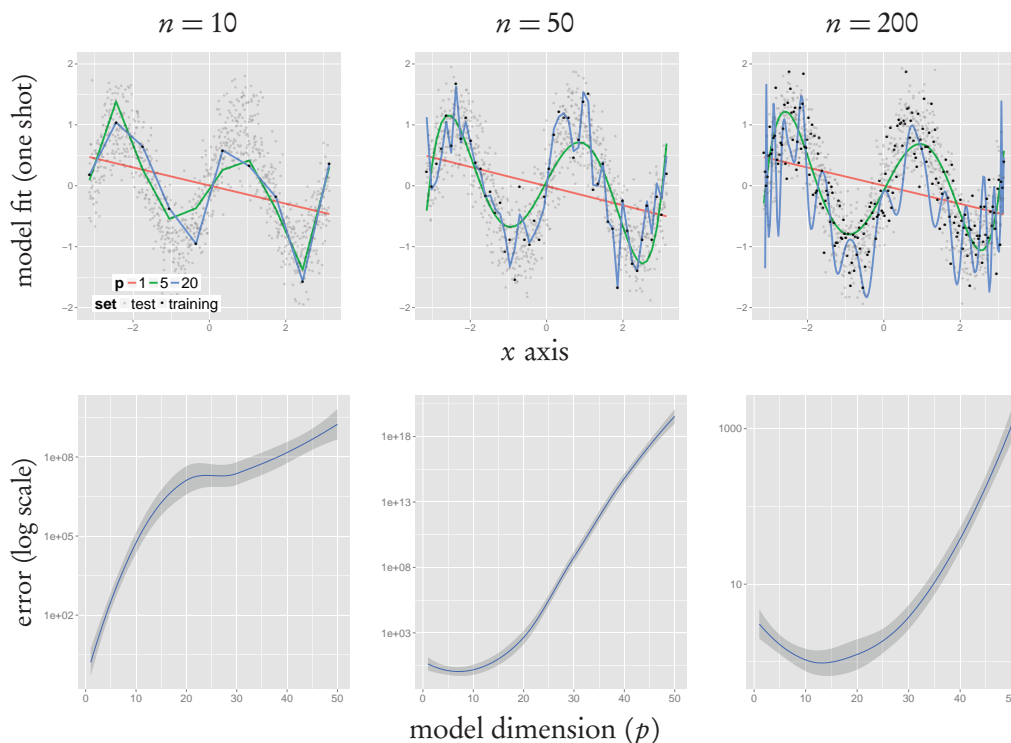 n = 10
n = 50
n = 200
model fit (one shot)
2
1
0
−1
−2
p 1 5 20
set test training
−2 0 2
2
1
0
−1
−2
−2 0 2
2
1
0
−1
−2
−2 0 2
x axis
error (log scale)
1e+08
1e+05
1e+02
0 10 20 30 40 50
1e+18
1e+13
1e+08
1e+03
0 10 20 30 40 50
1000
10
0 10 20 30 40 50
model dimension (p)